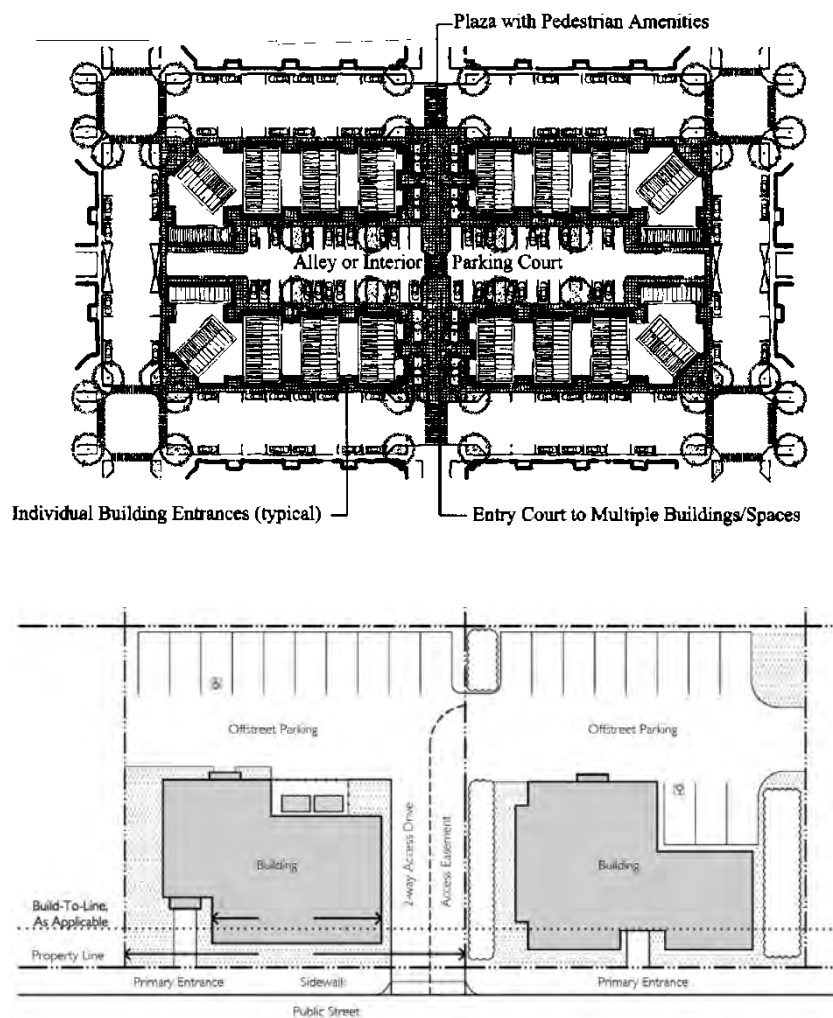 Plaza with Pedestrian Amenities
Alley or Interior Parking Court
Individual Building Entrances (typical)
Entry Court to Multiple Buildings/Spaces
Offstreet Parking
Offstreet Parking
2-way Access Drive
Access Easement
Building
Building
Build-To-Line,
As Applicable
Property Line
Primary Entrance
Sidewalk
Primary Entrance
Public Street